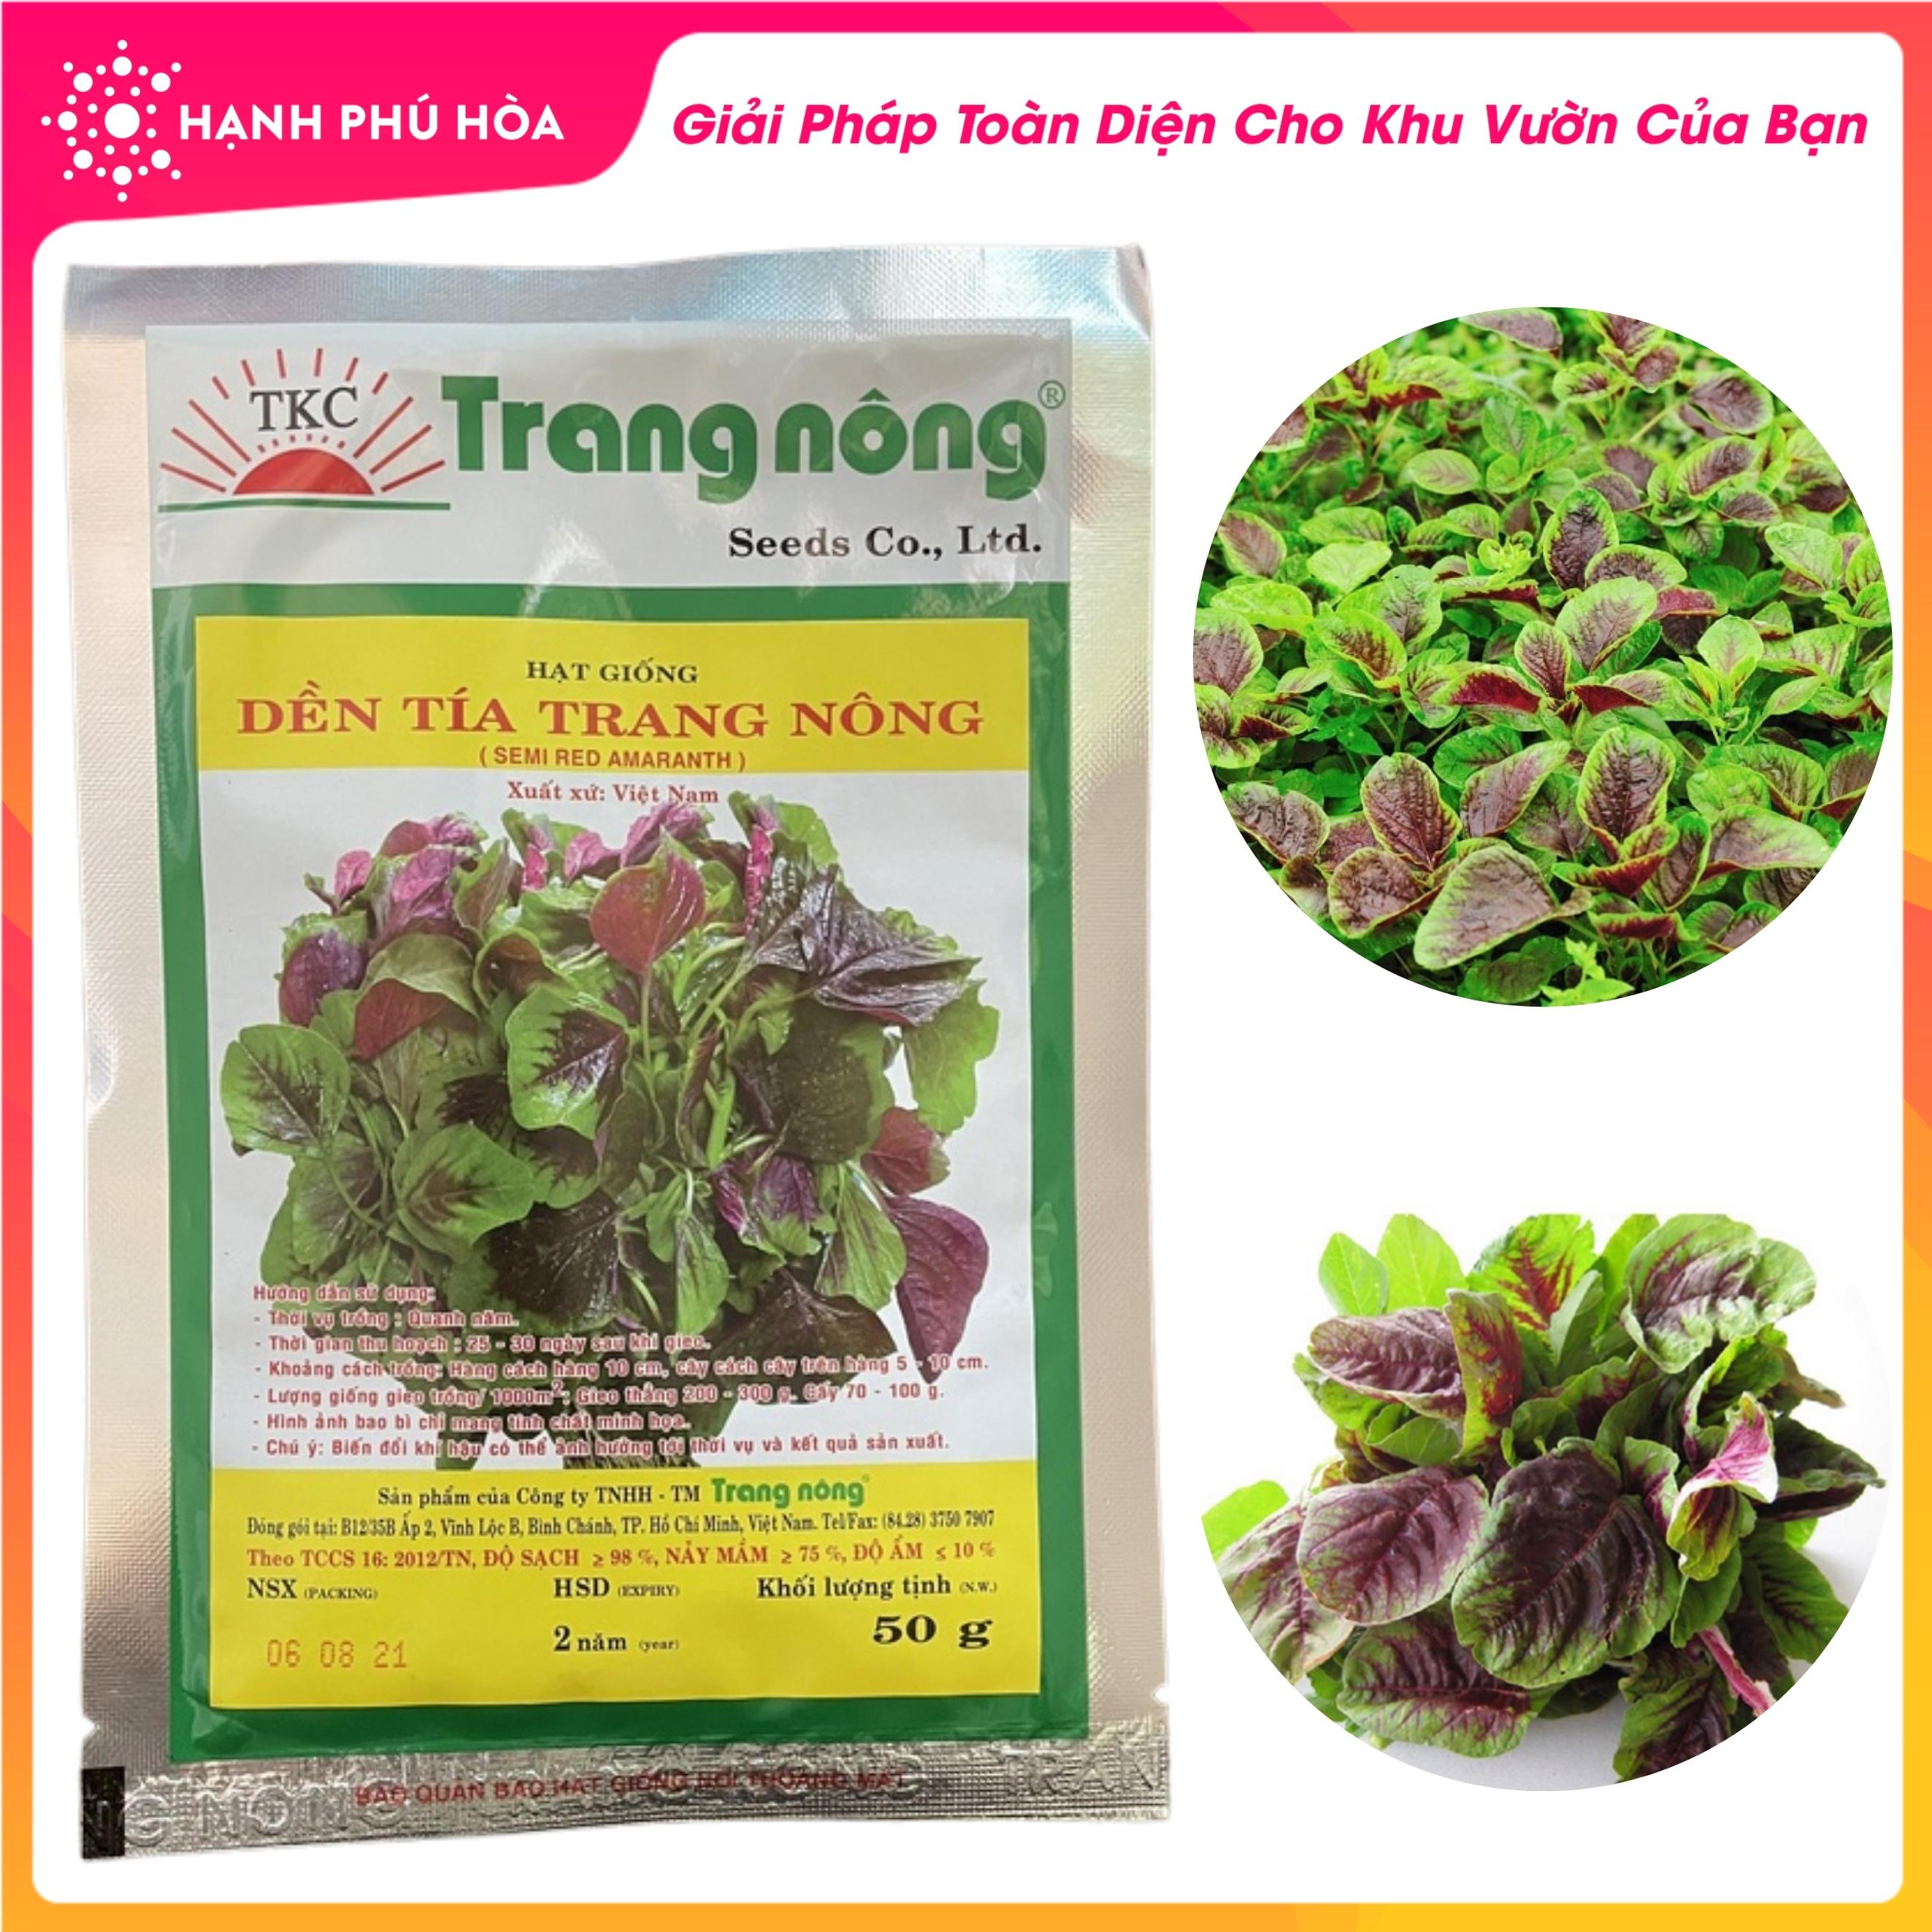 HẠNH PHÚ HÒA
Giải Pháp Toàn Diện Cho Khu Vườn Của Bạn
TKC
Trang nông®
Seeds Co., Ltd.
HẠT GIỐNG
DỀN TÍA TRANG NÔNG
( SEMI RED AMARANTH )
Xuất xứ: Việt Nam
Hướng dẫn sử dụng:
- Thời vụ trồng : Quanh năm.
- Thời gian thu hoạch : 25 - 30 ngày sau khi gieo.
- Khoảng cách trồng: Hàng cách hàng 10 cm, cây cách cây trên hàng 5 - 10 cm.
- Lượng giống gieo trồng/ 1000m²: Gieo thẳng 200 - 300 g. Cấy 70 - 100 g.
- Hình ảnh bao bì chỉ mang tính chất minh họa.
- Chú ý: Biến đổi khí hậu có thể ảnh hưởng tới thời vụ và kết quả sản xuất.
Sản phẩm của Công ty TNHH - TM Trang nông®
Đóng gói tại: B12/35B Ấp 2, Vĩnh Lộc B, Bình Chánh, TP. Hồ Chí Minh, Việt Nam. Tel/Fax: (84.28) 3750 7907
Theo TCCS 16: 2012/TN, ĐỘ SẠCH ≥ 98 %, NẢY MẦM ≥ 75 %, ĐỘ ẨM ≤ 10 %
NSX (PACKING) HSD (EXPIRY) Khối lượng tịnh (N.W.)
06 08 21 2 năm (year) 50 g
BẢO QUẢN BAO HẠT GIỐNG NƠI THOÁNG MÁT
NG NONG TRAN